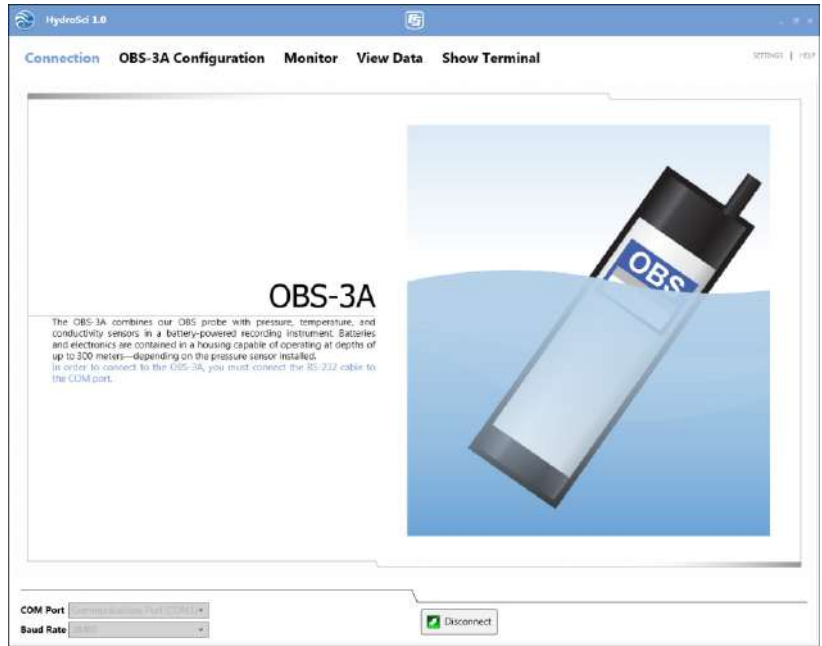 HydroSci 1.0
Connection OBS-3A Configuration Monitor View Data Show Terminal SETTINGS | HELP
OBS-3A
The OBS-3A combines our OBS probe with pressure, temperature, and
conductivity sensors in a battery-powered recording instrument. Batteries
and electronics are contained in a housing capable of operating at depths of
up to 300 meters—depending on the pressure sensor installed.
In order to connect to the OBS-3A, you must connect the RS-232 cable to
the COM port.
OBS
COM Port Communications Port (COM1)
Baud Rate
Disconnect